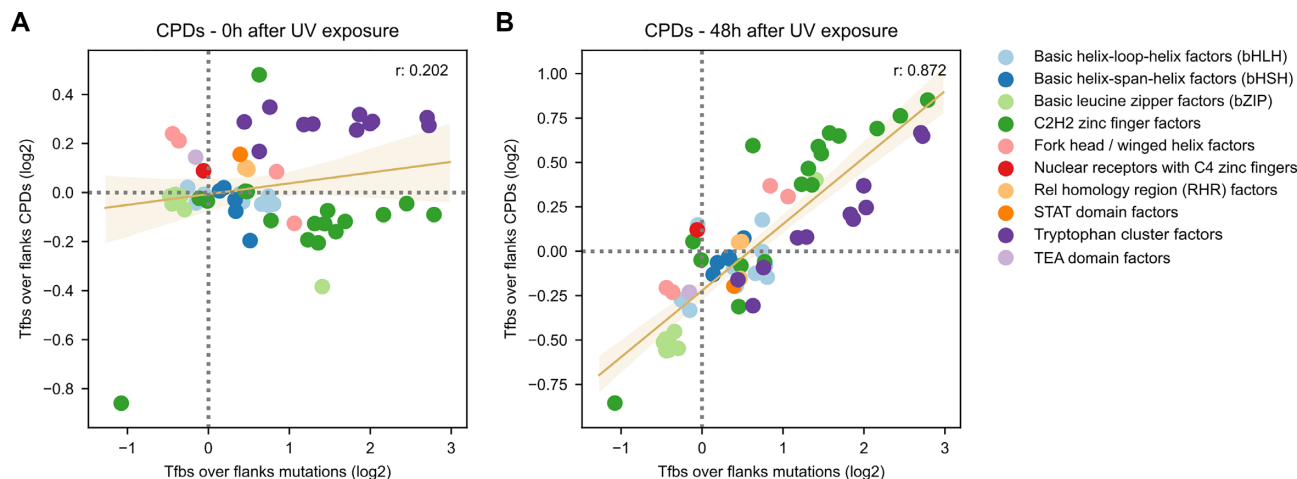 A
CPDs - 0h after UV exposure
r: 0.202
0.4
0.2
0.0
−0.2
−0.4
−0.6
−0.8
Tfbs over flanks CPDs (log2)
−1
0
1
2
3
Tfbs over flanks mutations (log2)
B
CPDs - 48h after UV exposure
r: 0.872
1.00
0.75
0.50
0.25
0.00
−0.25
−0.50
−0.75
Tfbs over flanks CPDs (log2)
−1
0
1
2
3
Tfbs over flanks mutations (log2)
Basic helix-loop-helix factors (bHLH)
Basic helix-span-helix factors (bHSH)
Basic leucine zipper factors (bZIP)
C2H2 zinc finger factors
Fork head / winged helix factors
Nuclear receptors with C4 zinc fingers
Rel homology region (RHR) factors
STAT domain factors
Tryptophan cluster factors
TEA domain factors